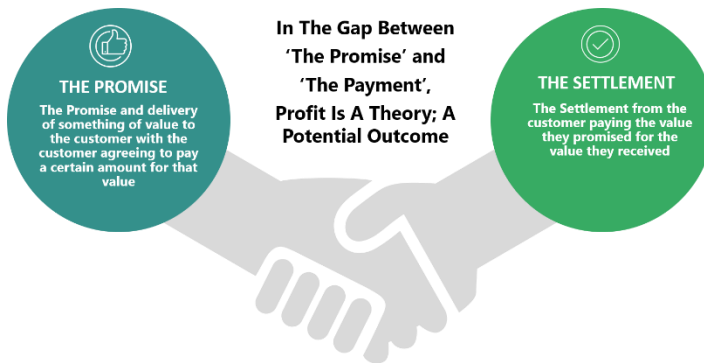 THE PROMISE
The Promise and delivery
of something of value to
the customer with the
customer agreeing to pay
a certain amount for that
value
In The Gap Between
‘The Promise’ and
‘The Payment’,
Profit Is A Theory; A
Potential Outcome
THE SETTLEMENT
The Settlement from the
customer paying the value
they promised for the
value they received